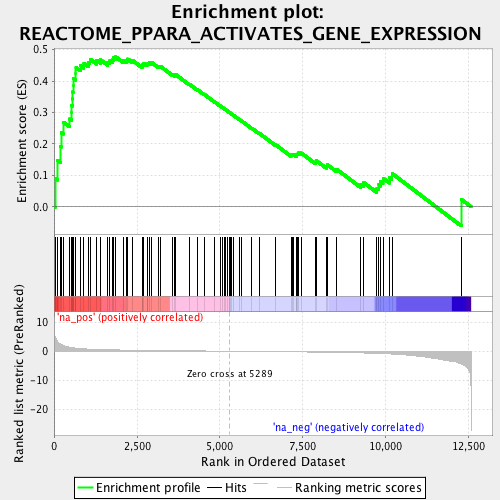 Enrichment plot:
REACTOME_PPARA_ACTIVATES_GENE_EXPRESSION
Enrichment score (ES)
0.5
0.4
0.3
0.2
0.1
0.0
'na_pos' (positively correlated)
Ranked list metric (PreRanked)
10
5
0
-5
-10
-15
-20
Zero cross at 5289
'na_neg' (negatively correlated)
0
2,500
5,000
7,500
10,000
12,500
Rank in Ordered Dataset
Enrichment profile
Hits
Ranking metric scores